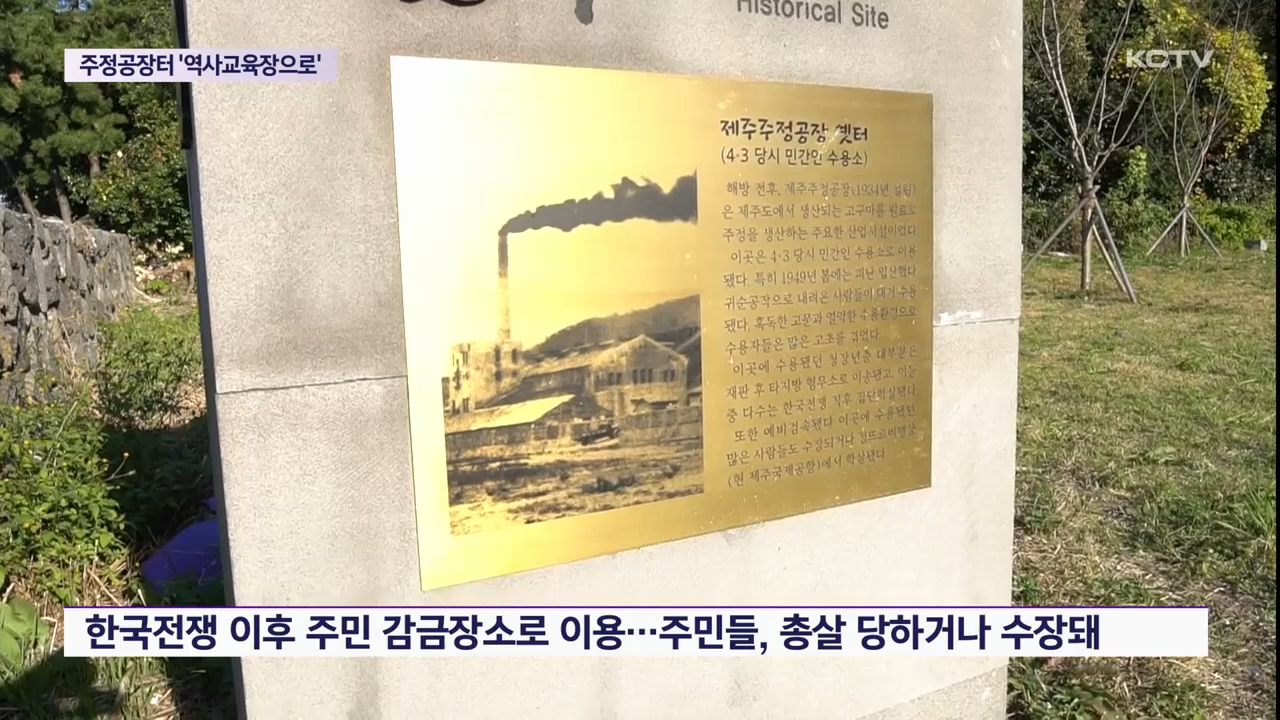 Historical Site
주정공장터 '역사교육장으로'
KCTV
제주주정공장 옛터
(4·3 당시 민간인 수용소)
해방 전후, 제주주정공장(1934년 설립)
은 제주도에서 생산되는 고구마를 원료로
주정을 생산하는 주요한 산업시설이었다
이곳은 4·3 당시 민간인 수용소로 이용
됐다. 특히 1949년 봄에는 피난 입산했다
귀순공작으로 내려온 사람들이 대거 수용
됐다. 혹독한 고문과 열악한 수용환경으로
수용자들은 많은 고초를 겪었다
이곳에 수용됐던 청장년층 대부분은
재판 후 타지방 형무소로 이송됐고, 이들
중 다수는 한국전쟁 직후 집단희생됐다
또한 예비검속됐다 이곳에 수용됐던
많은 사람들도 수장되거나 정뜨르비행장
(현 제주국제공항)에서 학살됐다
한국전쟁 이후 주민 감금장소로 이용…주민들, 총살 당하거나 수장돼